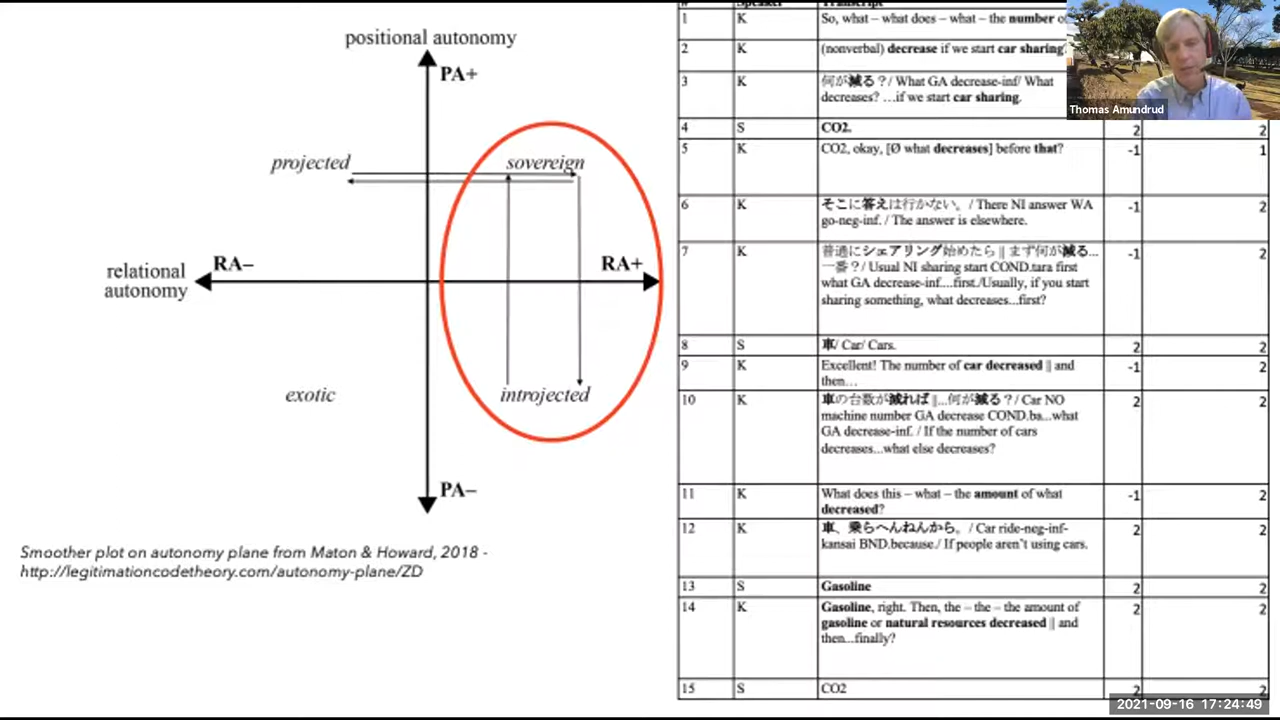 positional autonomy
PA+
projected
sovereign
RA–
RA+
relational
autonomy
exotic
introjected
PA–
Smoother plot on autonomy plane from Maton & Howard, 2018 -
http://legitimationcodetheory.com/autonomy-plane/ZD
Speaker Transcript
1 K So, what – what does – what – the number
2 K (nonverbal) decrease if we start car sharing
3 K 何が減る？/ What GA decrease-inf/ What
decreases? …if we start car sharing.
4 S CO2. 2 2
5 K CO2, okay, [Ø what decreases] before that? -1 1
6 K そこに答えは行かない。/ There NI answer WA -1 2
go-neg-inf. / The answer is elsewhere.
7 K 普通にシェアリング始めたら || まず何が減る… -1 2
一番？/ Usual NI sharing start COND.tara first
what GA decrease-inf....first./Usually, if you start
sharing something, what decreases...first?
8 S 車/ Car/ Cars. 2 2
9 K Excellent! The number of car decreased || and -1 2
then…
10 K 車の台数が減れば ||...何が減る？/ Car NO 2 2
machine number GA decrease COND.ba...what
GA decrease-inf. / If the number of cars
decreases...what else decreases?
11 K What does this – what – the amount of what -1 2
decreased?
12 K 車、乗らへんねんから。/ Car ride-neg-inf- 2 2
kansai BND.because./ If people aren't using cars.
13 S Gasoline 2 2
14 K Gasoline, right. Then, the – the – the amount of 2 2
gasoline or natural resources decreased || and
then...finally?
15 S CO2 2 2
Thomas Amundrud
2021-09-16 17:24:49